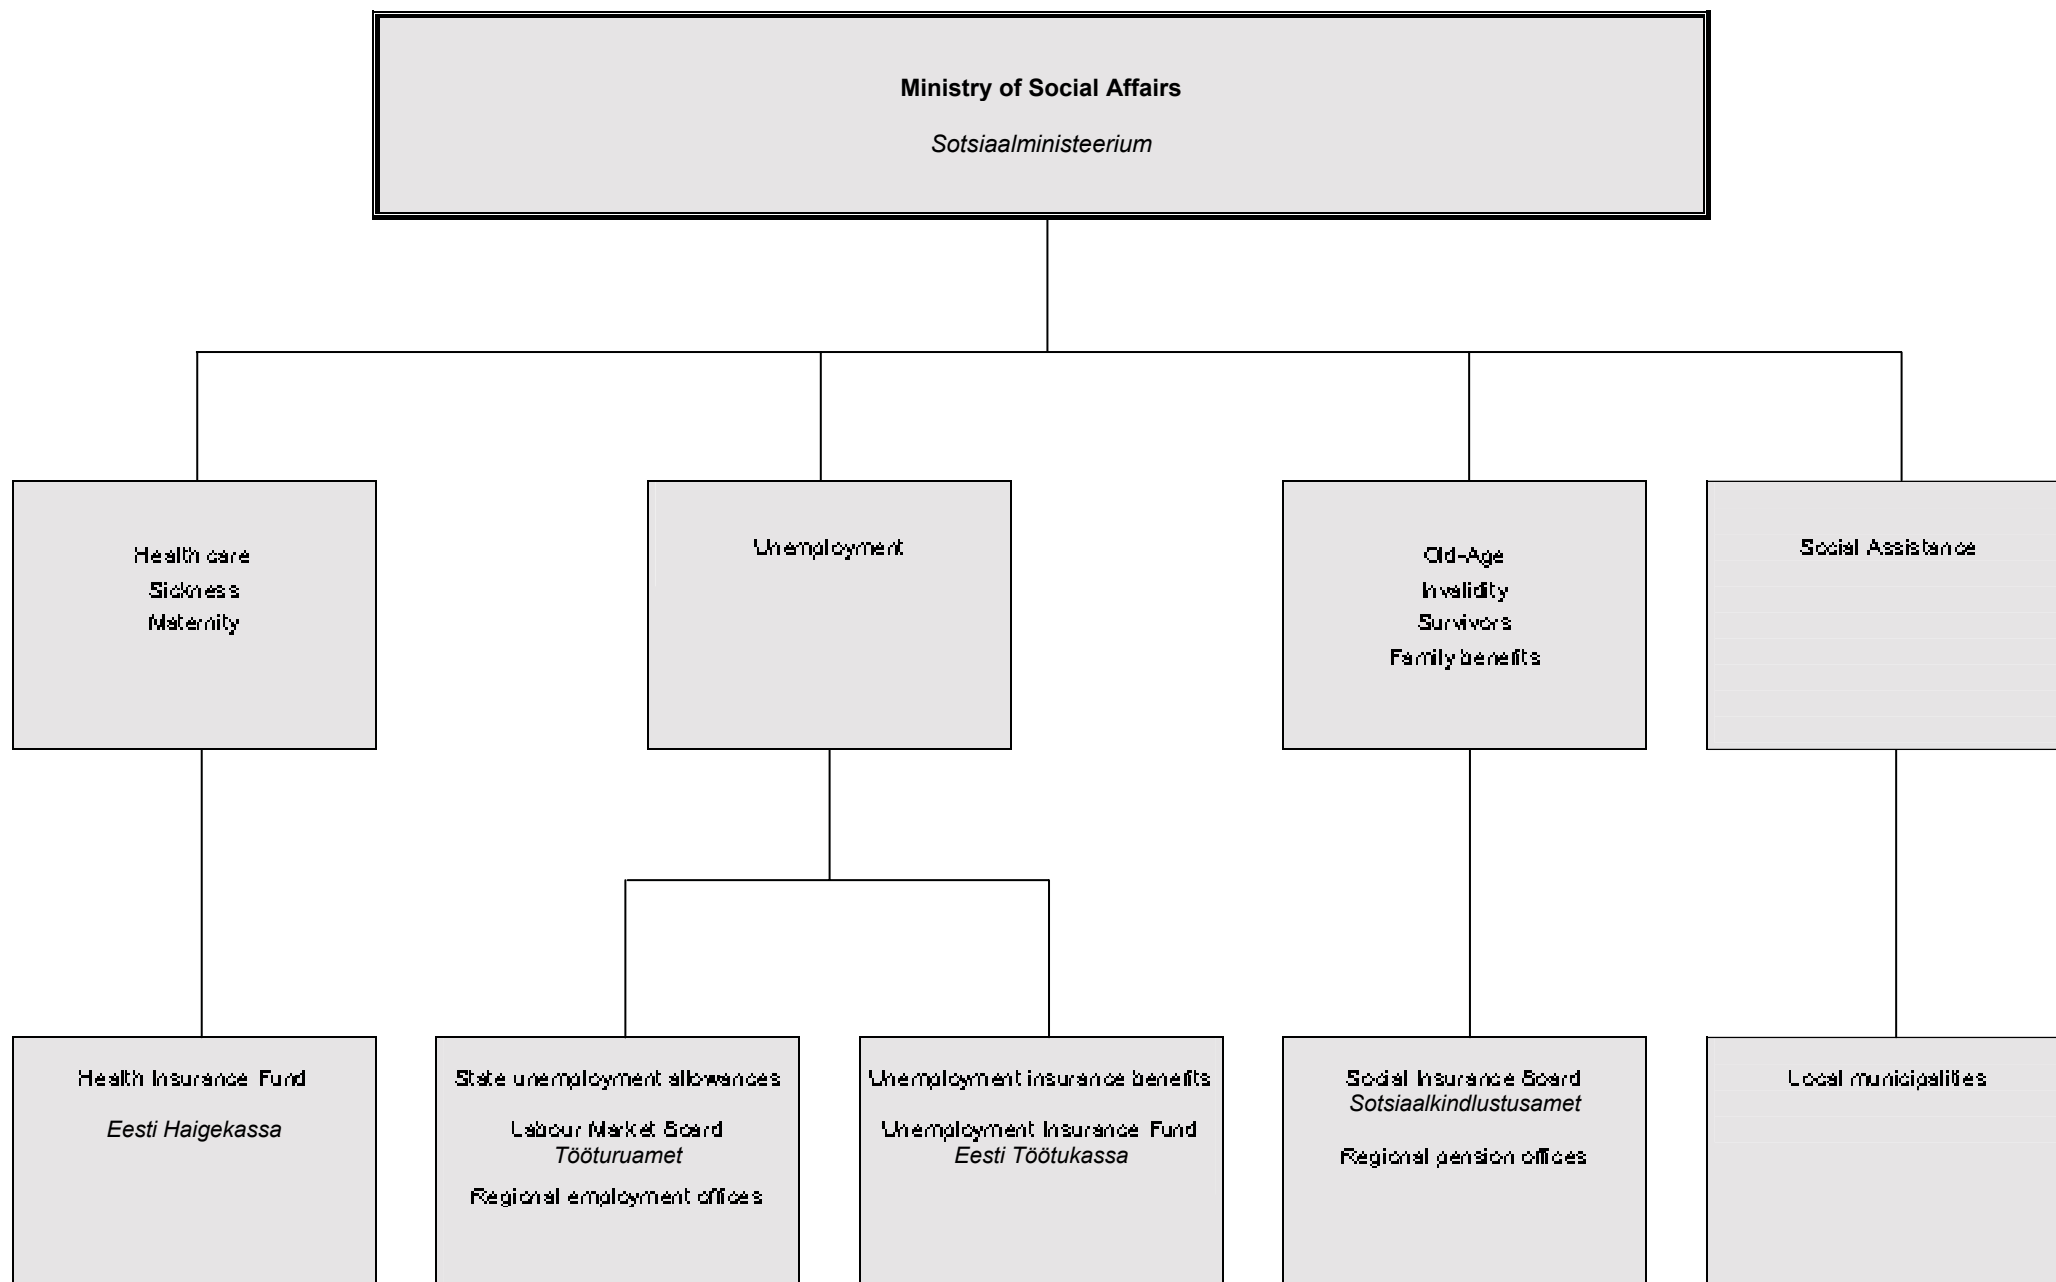 Ministry of Social Affairs
Sotsiaalministeerium
Health care
Sickness
Maternity
Unemployment
Old-Age
Invalidity
Survivors
Family benefits
Social Assistance
Health Insurance Fund
Eesti Haigekassa
State unemployment allowances
Labour Market Board
Tööturuamet
Regional employment offices
Unemployment insurance benefits
Unemployment Insurance Fund
Eesti Töötukassa
Social Insurance Board
Sotsiaalkindlustusamet
Regional pension offices
Local municipalities